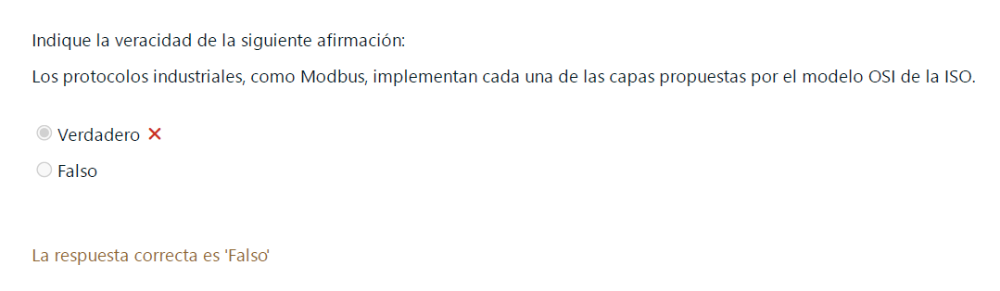 Indique la veracidad de la siguiente afirmación:
Los protocolos industriales, como Modbus, implementan cada una de las capas propuestas por el modelo OSI de la ISO.
Verdadero
Falso
La respuesta correcta es 'Falso'